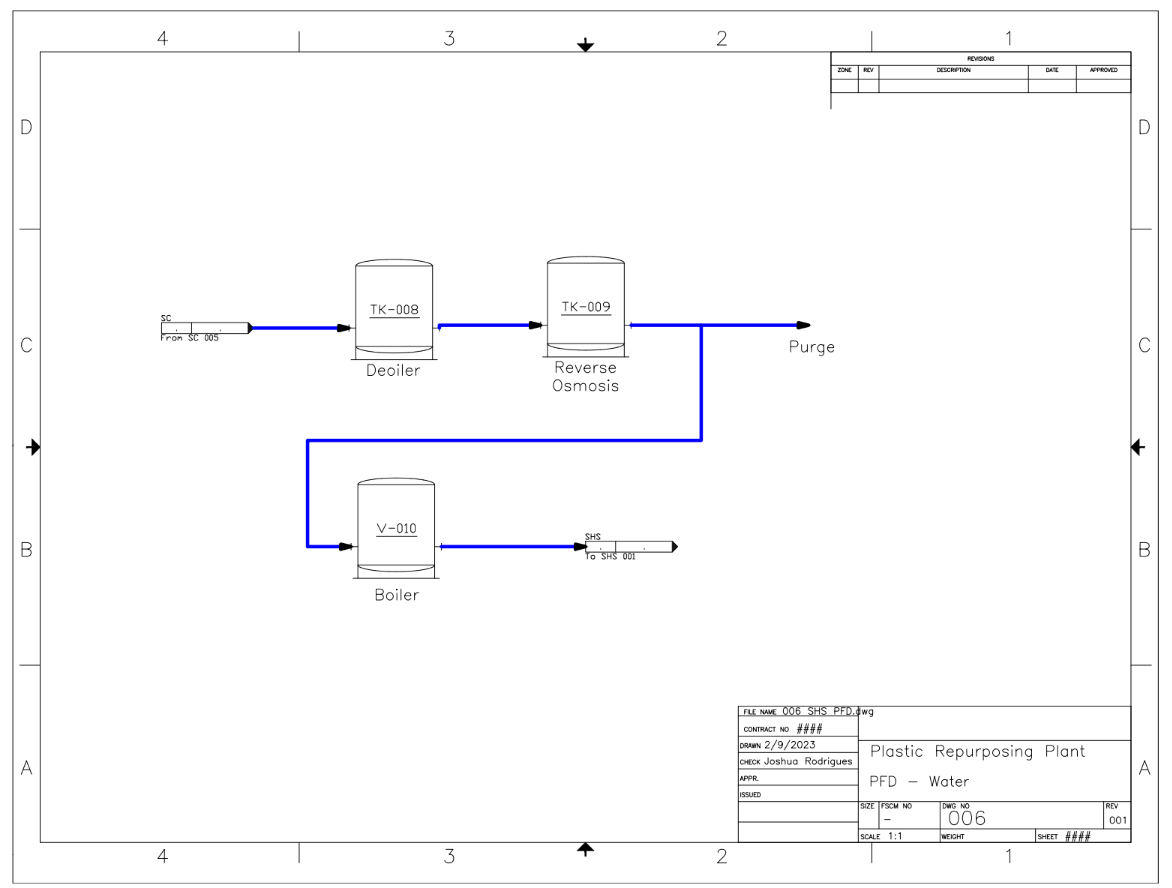 4 3 2 1
REVISIONS
ZONE REV DESCRIPTION DATE APPROVED
D D
SC
From SC 005
TK-008
Deoiler
TK-009
Reverse
Osmosis
Purge
C C
V-010
Boiler
SHS
To SHS 001
B B
FILE NAME 006 SHS PFD.dwg
CONTRACT NO ####
DRAWN 2/9/2023
CHECK Joshua Rodrigues
APPR.
ISSUED
Plastic Repurposing Plant
PFD - Water
SIZE FSCM NO DWG NO REV
- 006 001
SCALE 1:1 WEIGHT SHEET ####
A A
4 3 2 1